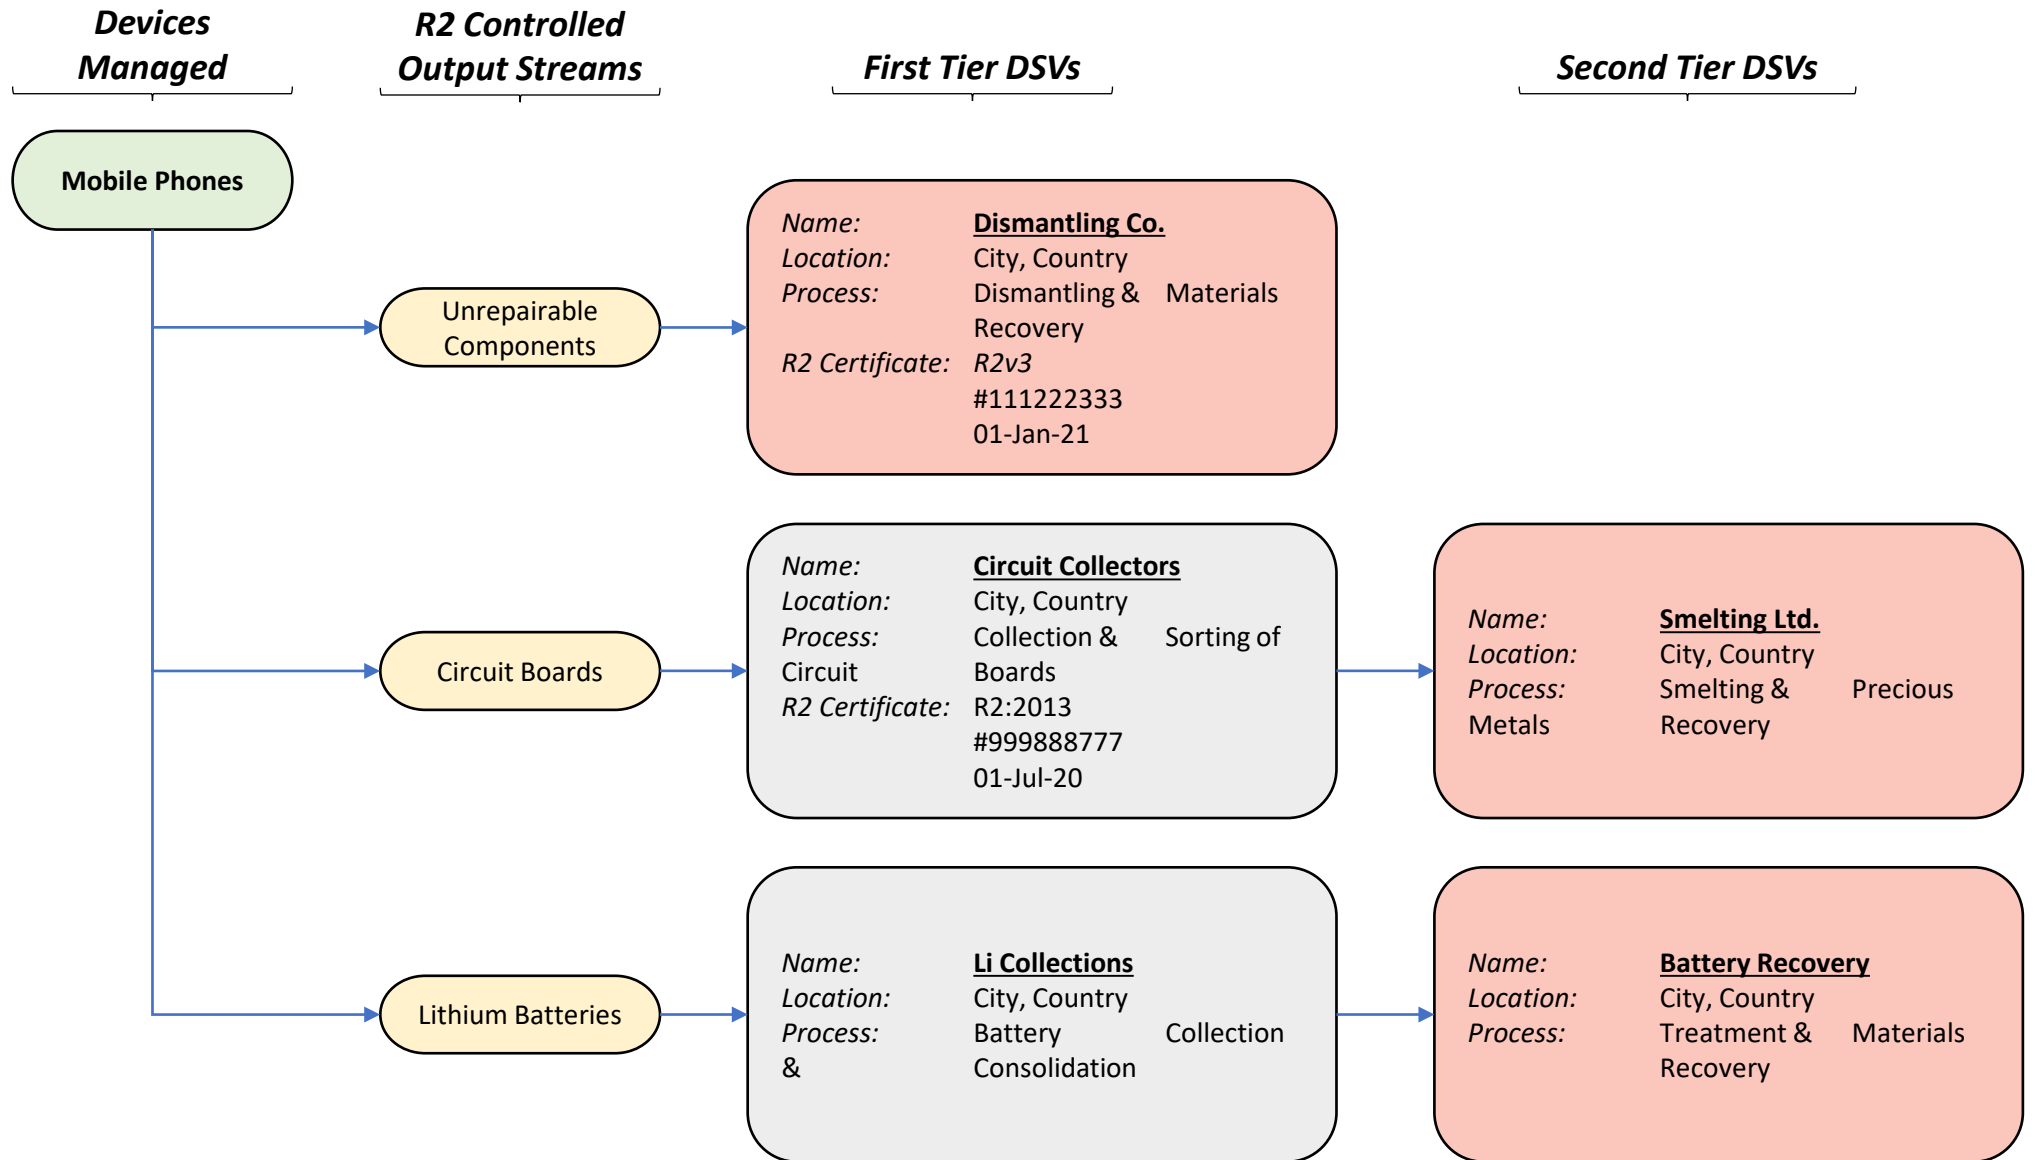 Devices
Managed
R2 Controlled
Output Streams
First Tier DSVs
Second Tier DSVs
Mobile Phones
Unrepairable
Components
Name: Dismantling Co.
Location: City, Country
Process: Dismantling & Materials
Recovery
R2 Certificate: R2v3
#111222333
01-Jan-21
Circuit Boards
Name: Circuit Collectors
Location: City, Country
Process: Collection & Sorting of
Circuit Boards
R2 Certificate: R2:2013
#999888777
01-Jul-20
Name: Smelting Ltd.
Location: City, Country
Process: Smelting & Precious
Metals Recovery
Lithium Batteries
Name: Li Collections
Location: City, Country
Process: Battery Collection
& Consolidation
Name: Battery Recovery
Location: City, Country
Process: Treatment & Materials
Recovery